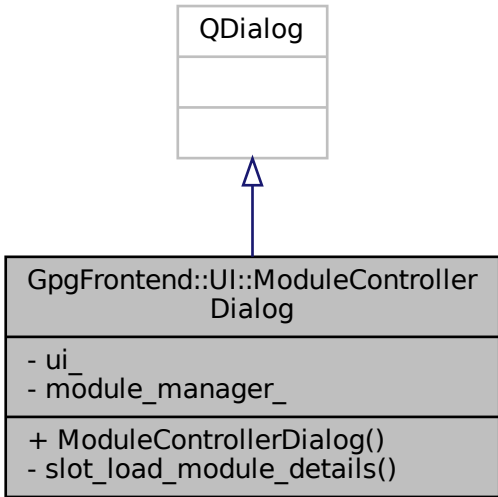 QDialog
GpgFrontend::UI::ModuleController
Dialog
- ui_
- module_manager_
+ ModuleControllerDialog()
- slot_load_module_details()